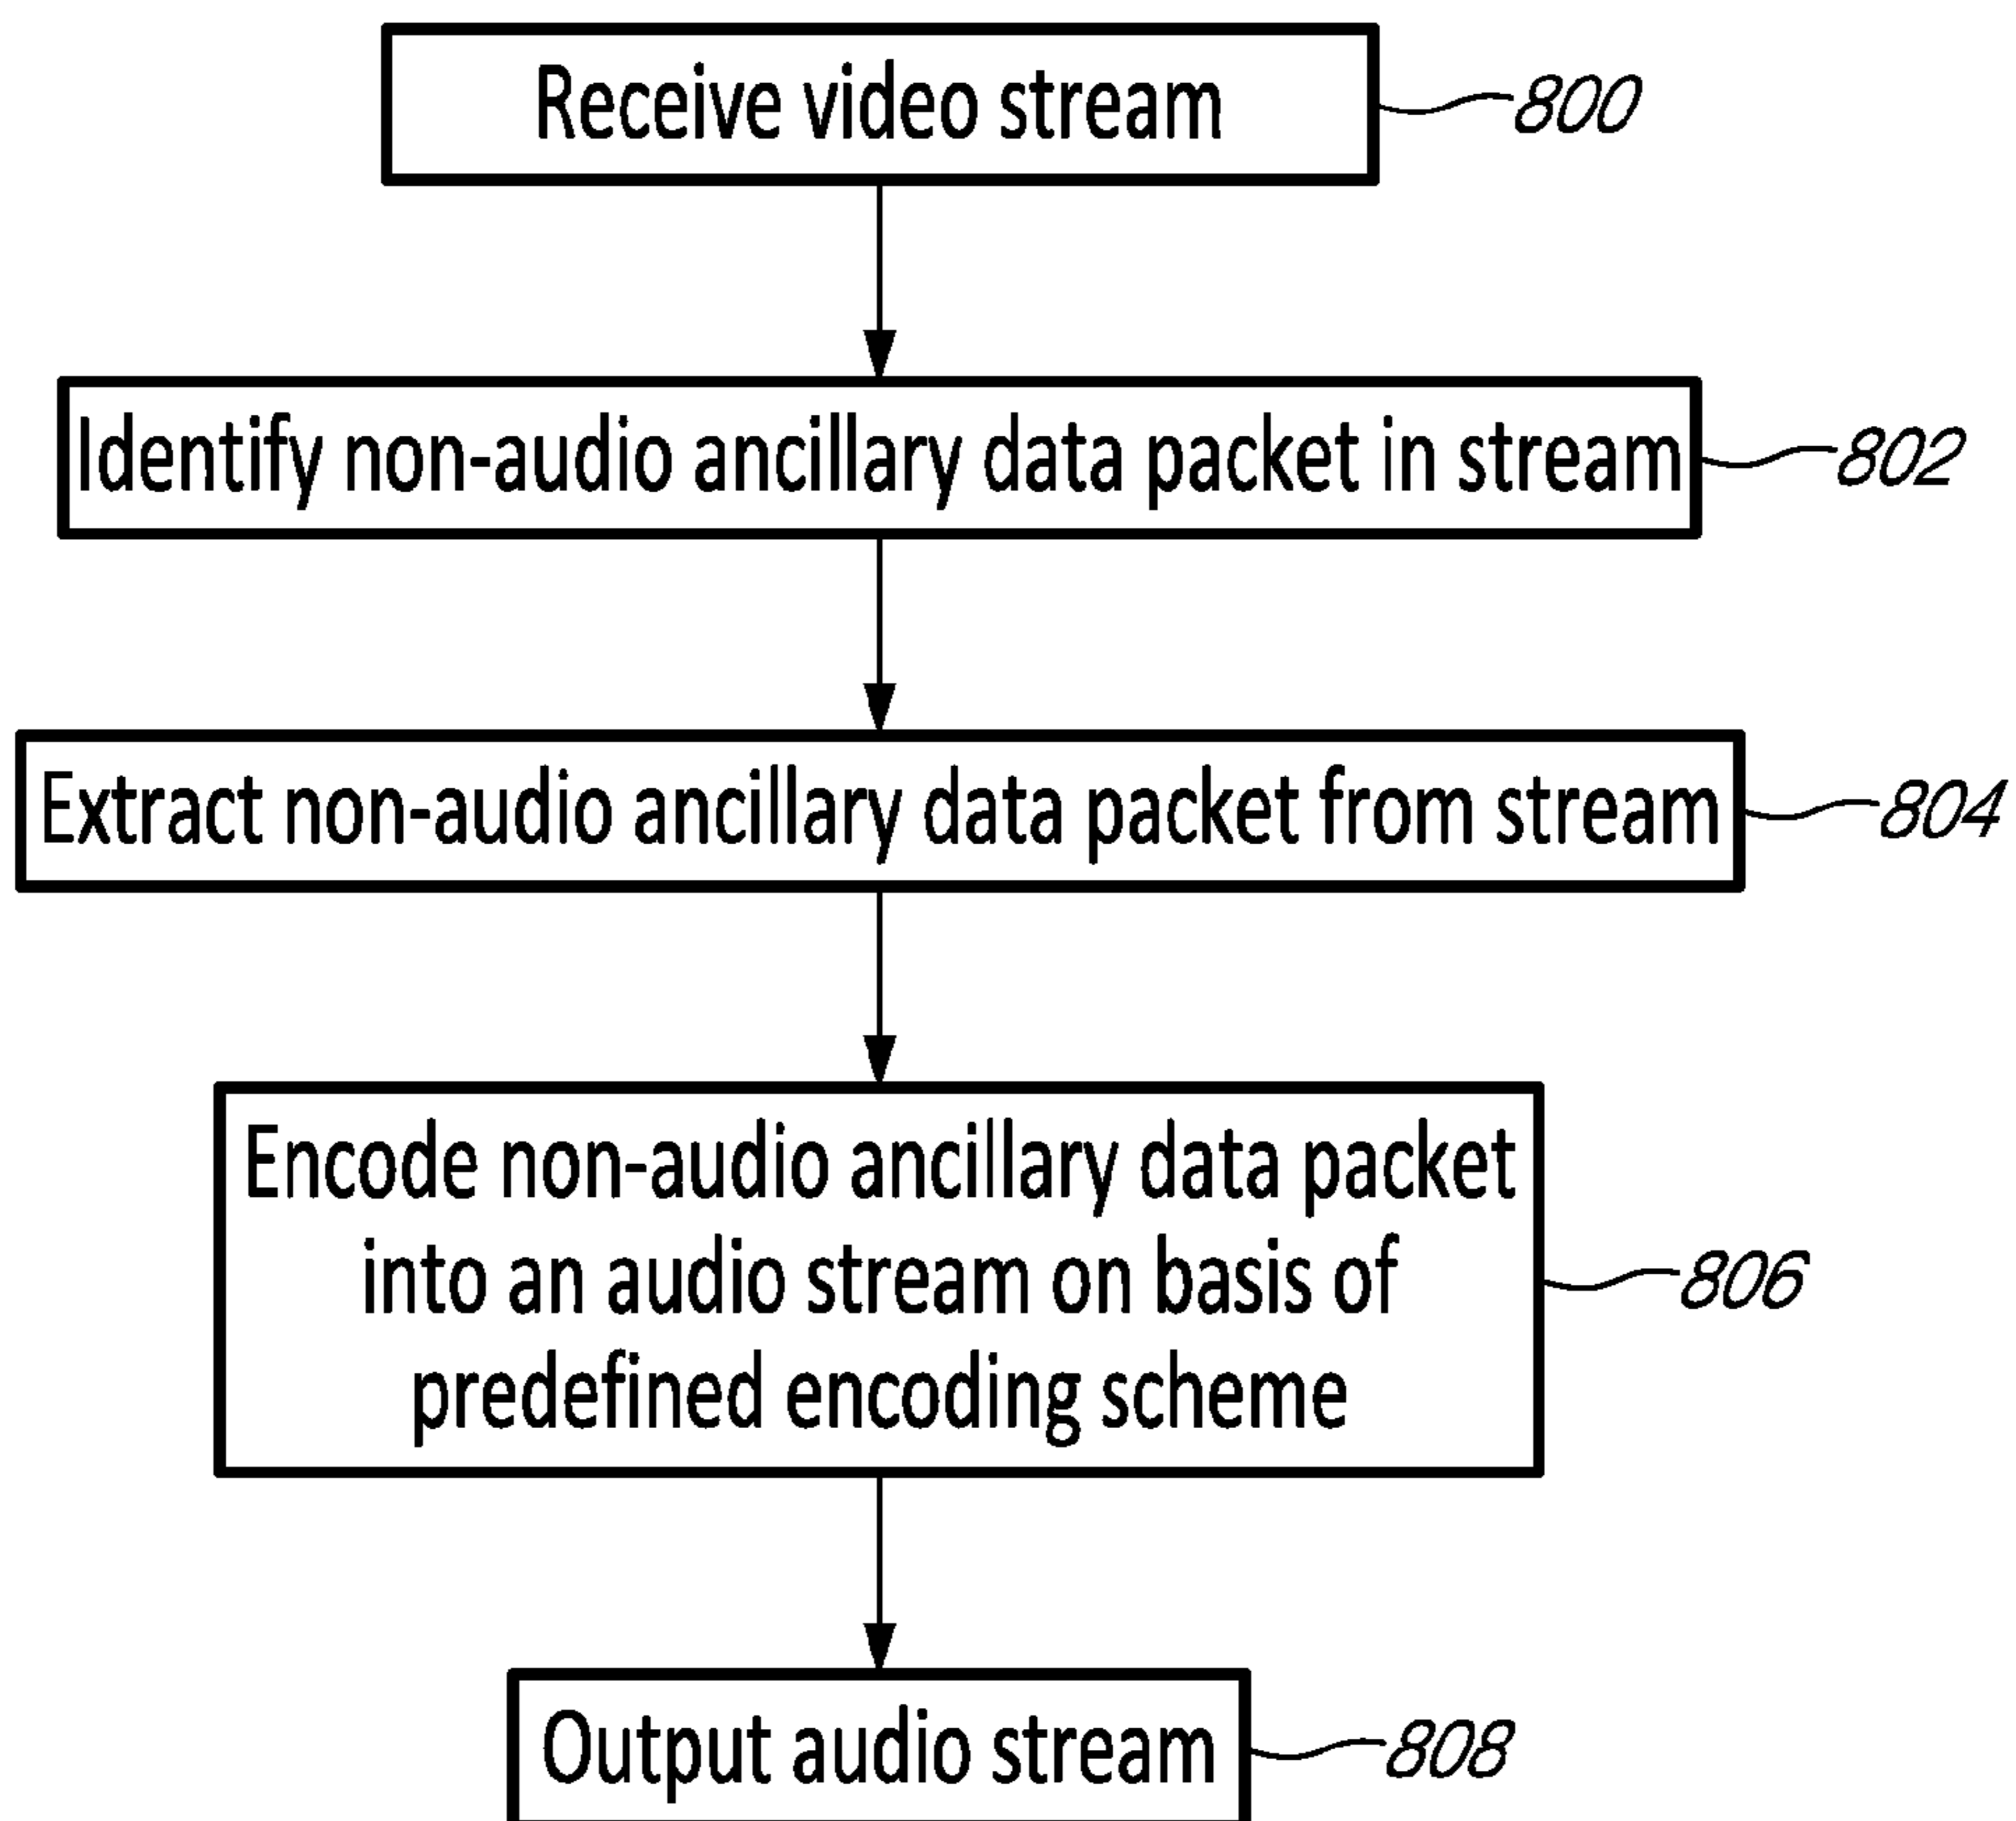 Receive video stream
800
Identify non-audio ancillary data packet in stream
802
Extract non-audio ancillary data packet from stream
804
Encode non-audio ancillary data packet
into an audio stream on basis of
predefined encoding scheme
806
Output audio stream
808